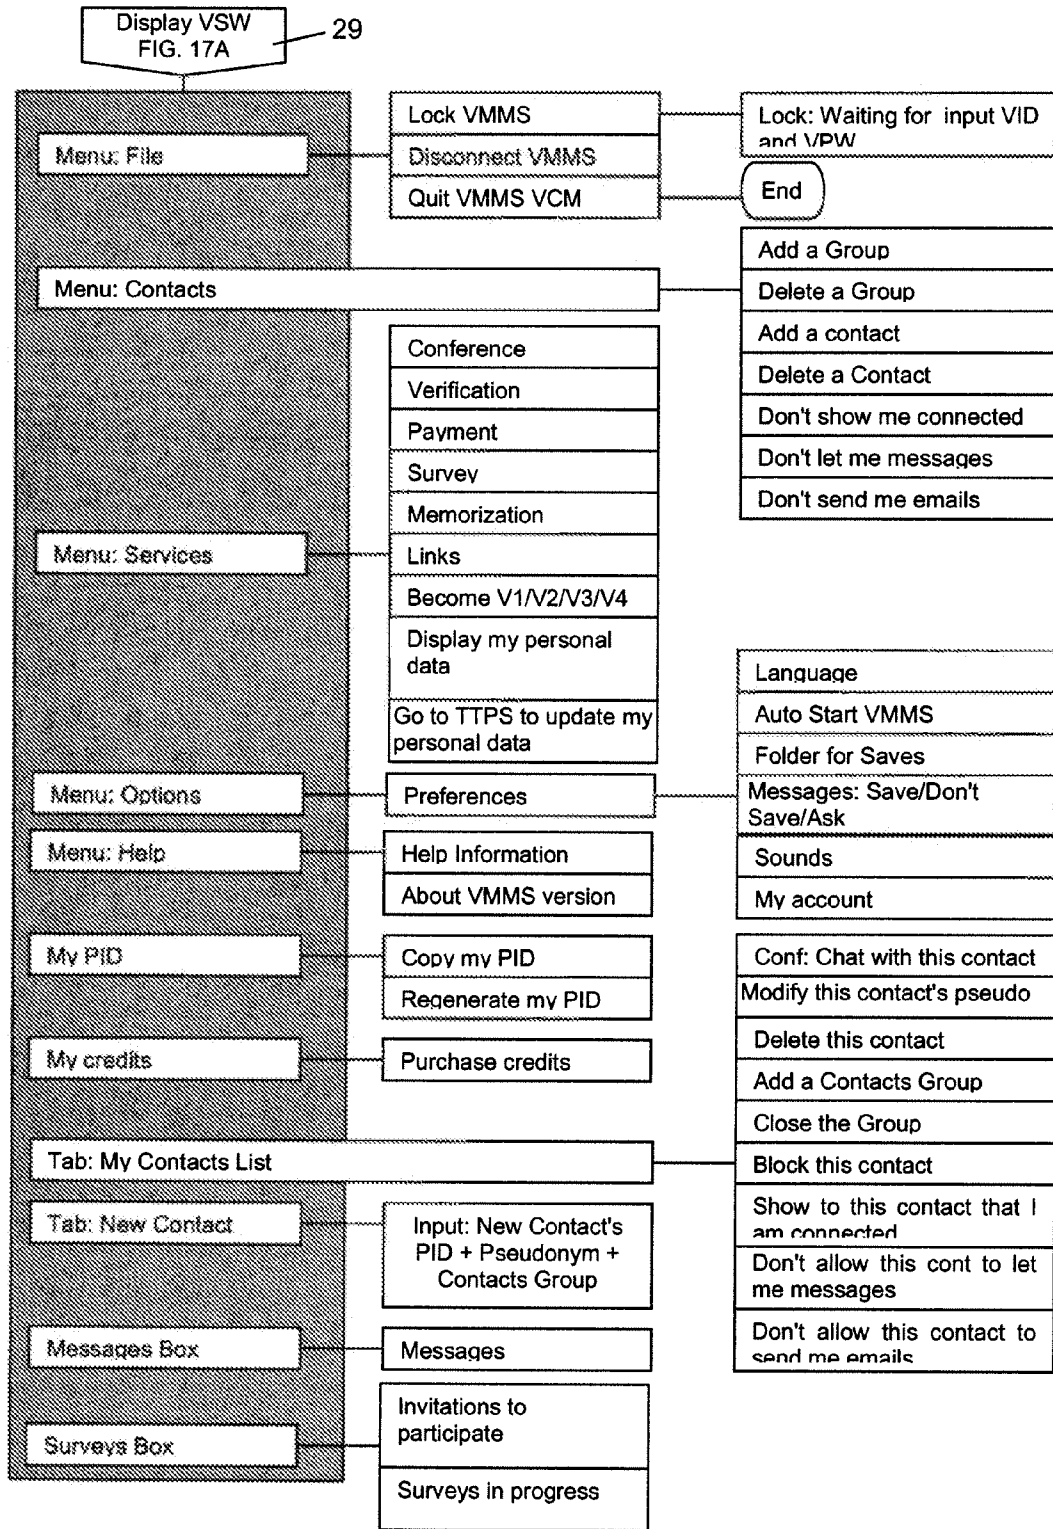 Display VSW
FIG. 17A
29
Menu: File
Lock VMMS
Disconnect VMMS
Quit VMMS VCM
Lock: Waiting for input VID
and VPW
End
Menu: Contacts
Add a Group
Delete a Group
Add a contact
Delete a Contact
Don't show me connected
Don't let me messages
Don't send me emails
Menu: Services
Conference
Verification
Payment
Survey
Memorization
Links
Become V1/V2/V3/V4
Display my personal
data
Go to TTPS to update my
personal data
Menu: Options
Preferences
Language
Auto Start VMMS
Folder for Saves
Messages: Save/Don't
Save/Ask
Sounds
My account
Menu: Help
Help Information
About VMMS version
My PID
Copy my PID
Regenerate my PID
My credits
Purchase credits
Tab: My Contacts List
Conf: Chat with this contact
Modify this contact's pseudo
Delete this contact
Add a Contacts Group
Close the Group
Block this contact
Show to this contact that I
am connected
Don't allow this cont to let
me messages
Don't allow this contact to
send me emails
Tab: New Contact
Input: New Contact's
PID + Pseudonym +
Contacts Group
Messages Box
Messages
Surveys Box
Invitations to
participate
Surveys in progress